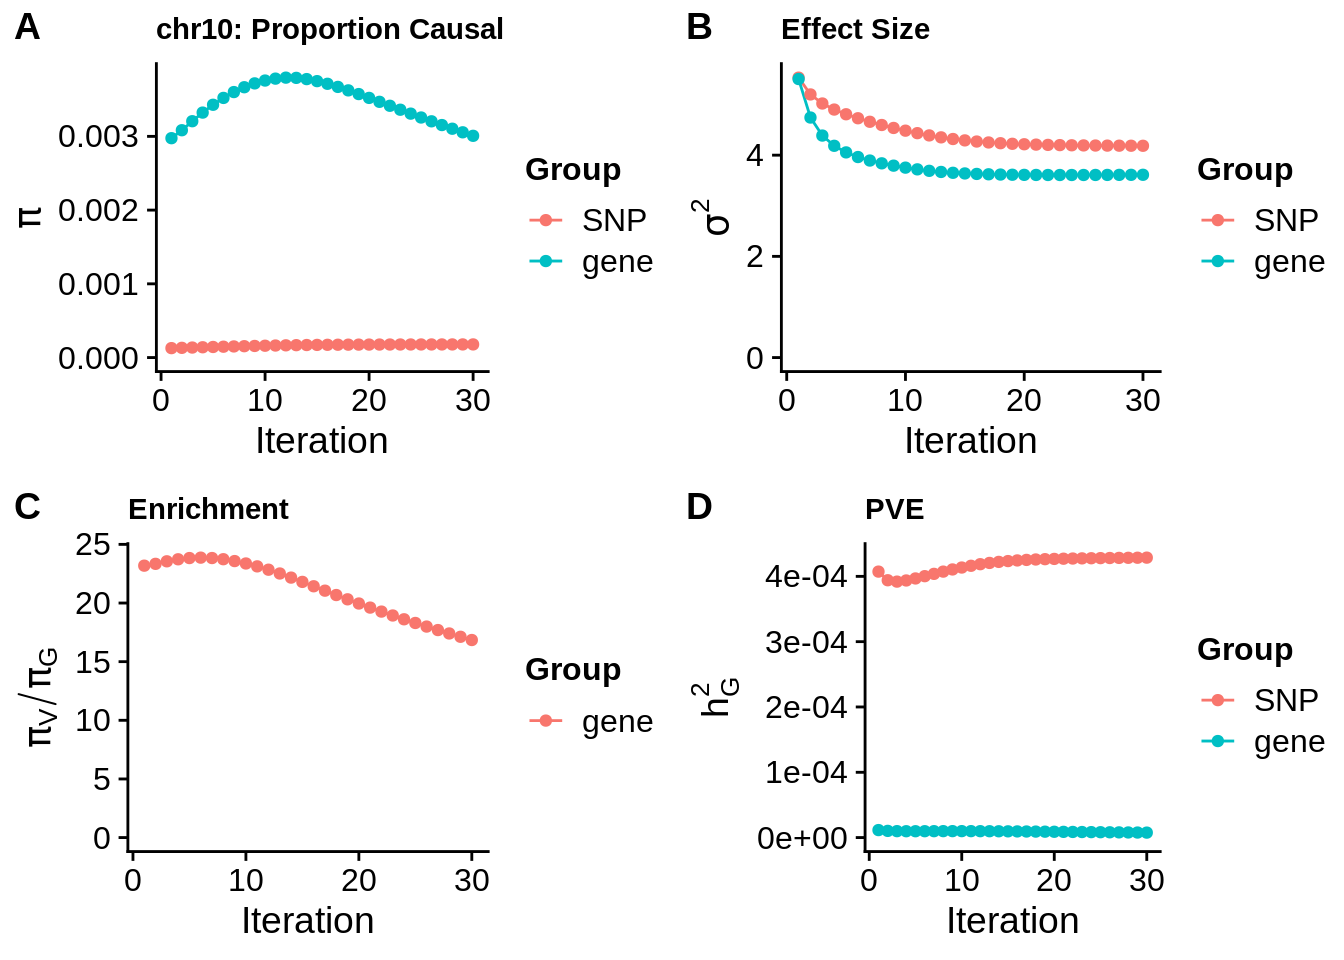 A
chr10: Proportion Causal
0.003
0.002
0.001
0.000
π
0 10 20 30
Iteration
Group
SNP
gene
B
Effect Size
4
2
0
σ²
0 10 20 30
Iteration
Group
SNP
gene
C
Enrichment
25
20
15
10
5
0
π_V/π_G
0 10 20 30
Iteration
Group
gene
D
PVE
4e-04
3e-04
2e-04
1e-04
0e+00
h²_G
0 10 20 30
Iteration
Group
SNP
gene